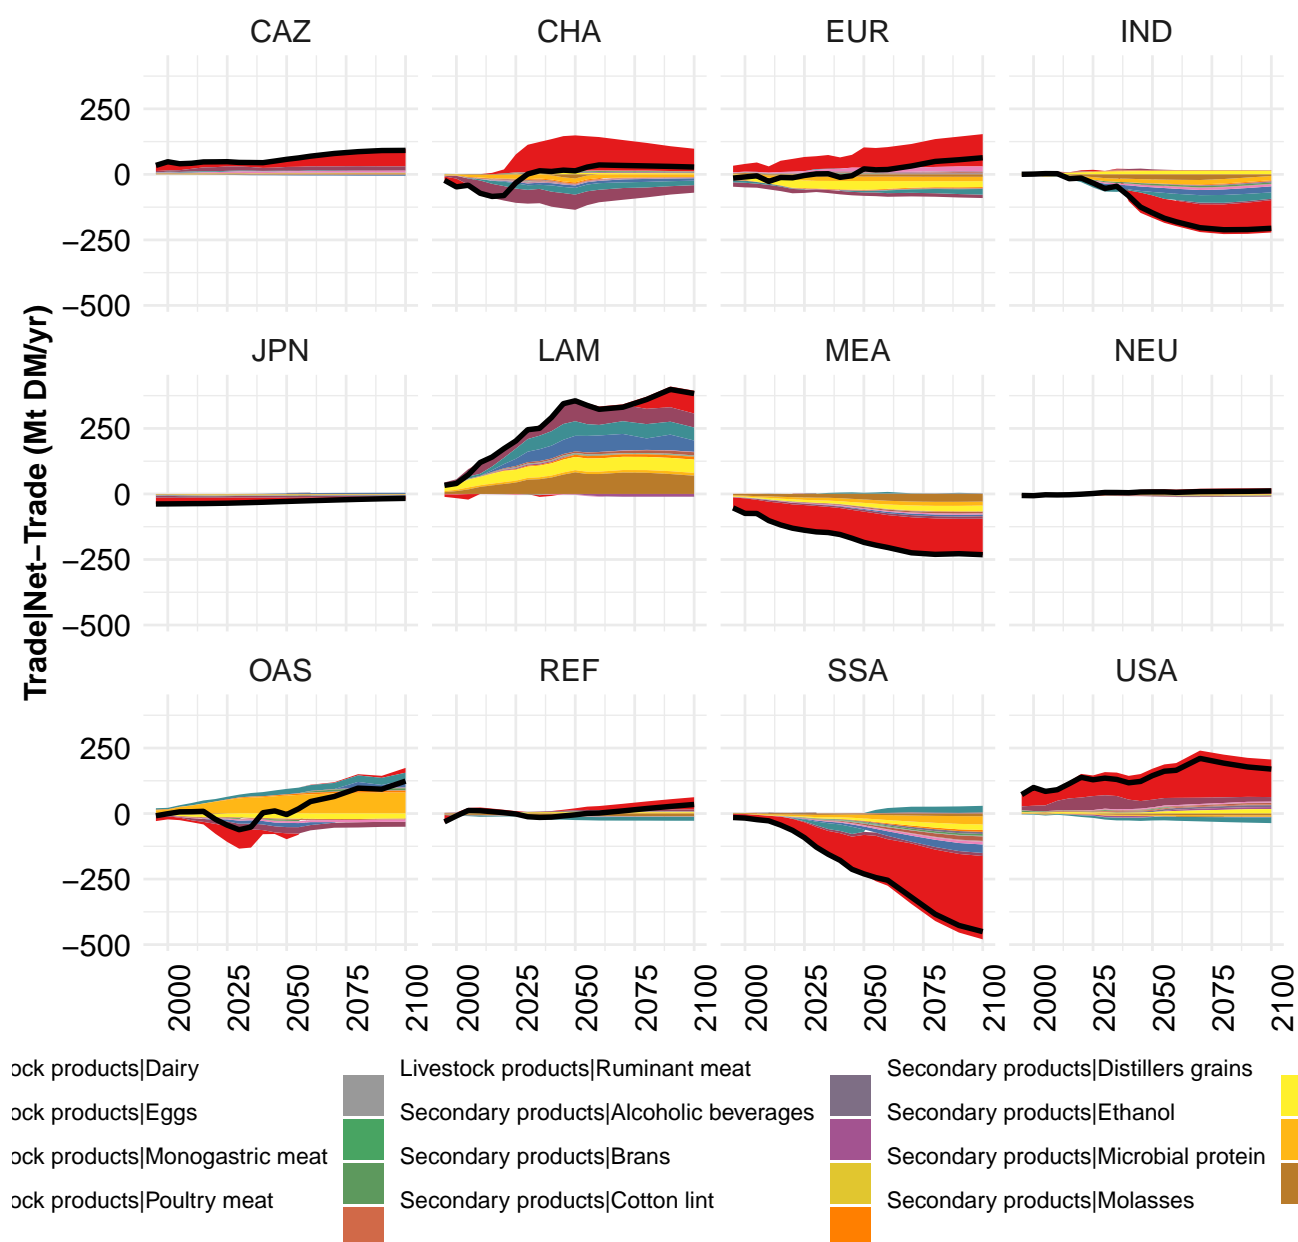 CAZ CHA EUR IND
250
0
−250
−500
JPN LAM MEA NEU
250
0
−250
−500
OAS REF SSA USA
250
0
−250
−500
Trade|Net−Trade (Mt DM/yr)
2000 2025 2050 2075 2100 2000 2025 2050 2075 2100 2000 2025 2050 2075 2100 2000 2025 2050 2075 2100
ock products|Dairy Livestock products|Ruminant meat Secondary products|Distillers grains
ock products|Eggs Secondary products|Alcoholic beverages Secondary products|Ethanol
ock products|Monogastric meat Secondary products|Brans Secondary products|Microbial protein
ock products|Poultry meat Secondary products|Cotton lint Secondary products|Molasses